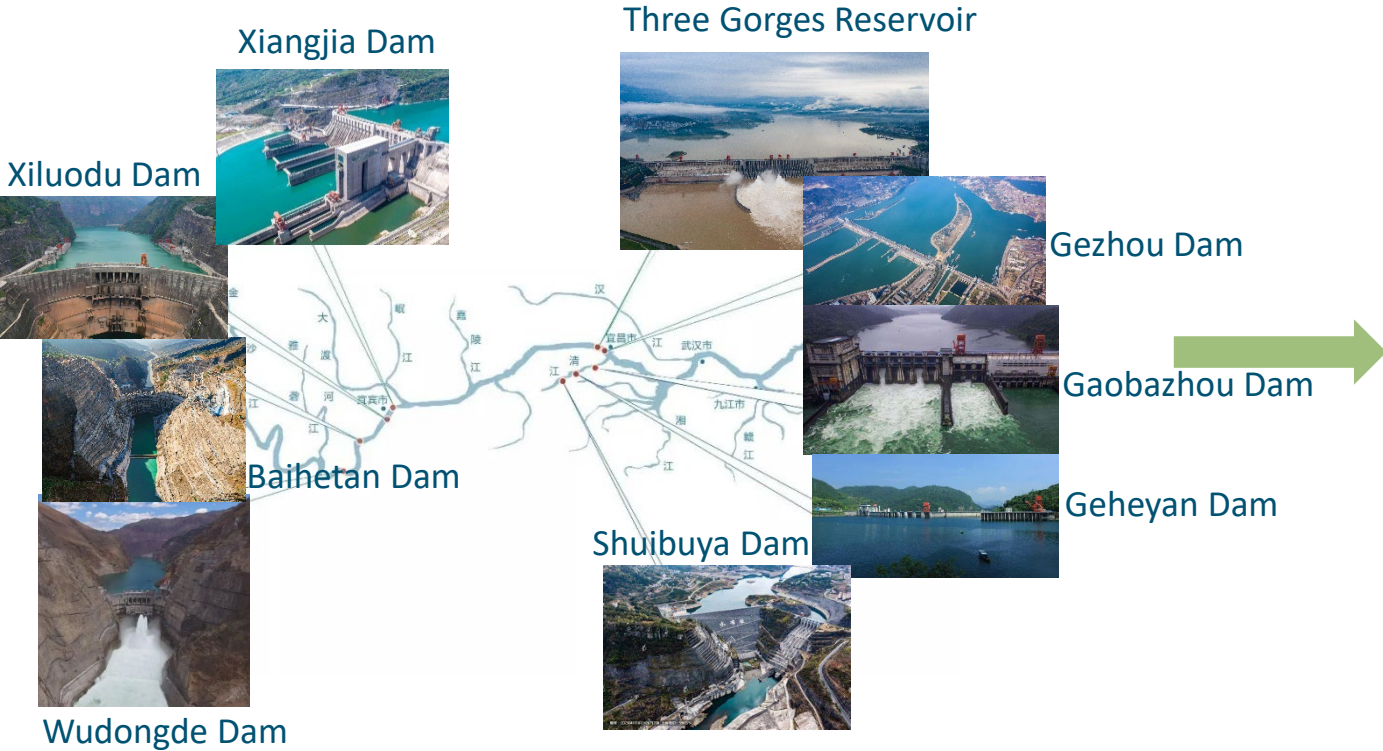 Three Gorges Reservoir
Xiangjia Dam
Xiluodu Dam
Gezhou Dam
金
沙
江
雅
砻
江
大
渡
河
岷
江
嘉
陵
江
汉
江
宜宾市
宜昌市
武汉市
清
江
九江市
湘
江
赣
江
Gaobazhou Dam
Baihetan Dam
Geheyan Dam
Shuibuya Dam
Wudongde Dam